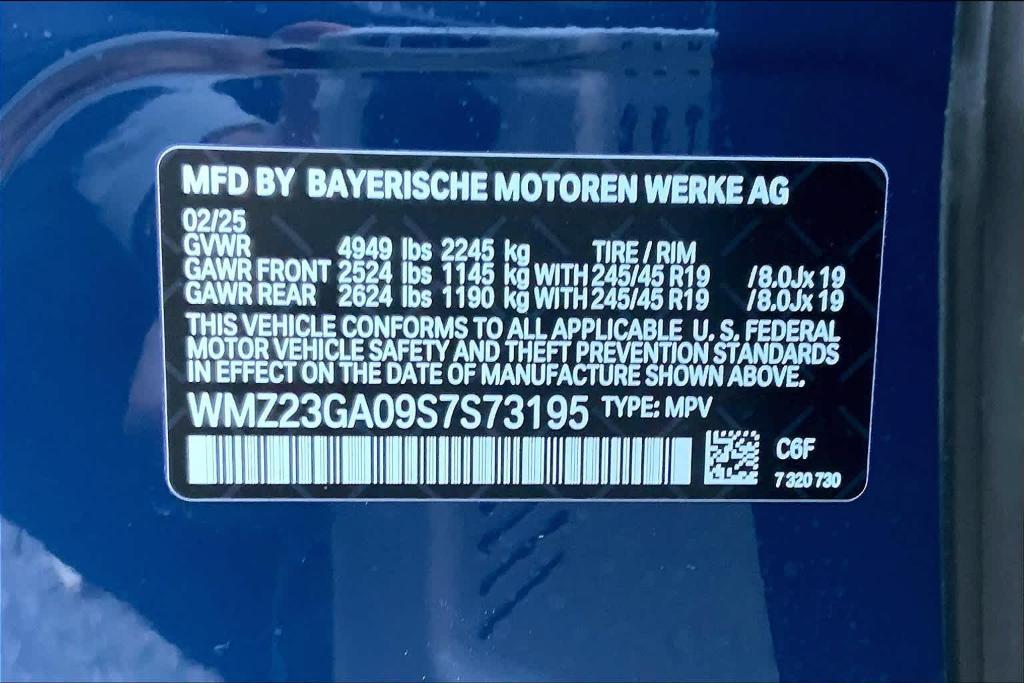 MFD BY BAYERISCHE MOTOREN WERKE AG
02/25
GVWR 4949 lbs 2245 kg TIRE / RIM
GAWR FRONT 2524 lbs 1145 kg WITH 245/45 R19 /8.0Jx 19
GAWR REAR 2624 lbs 1190 kg WITH 245/45 R19 /8.0Jx 19
THIS VEHICLE CONFORMS TO ALL APPLICABLE U. S. FEDERAL
MOTOR VEHICLE SAFETY AND THEFT PREVENTION STANDARDS
IN EFFECT ON THE DATE OF MANUFACTURE SHOWN ABOVE.
WMZ23GA09S7S73195 TYPE: MPV
C6F
7 320 730